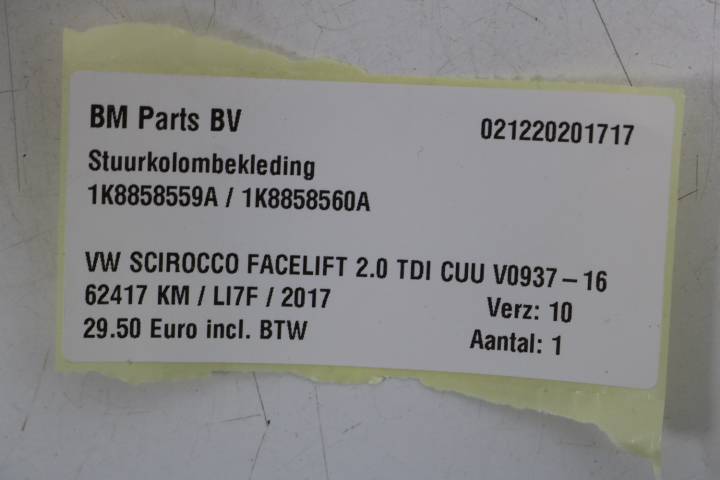 BM Parts BV 021220201717
Stuurkolombekleding
1K8858559A / 1K8858560A
VW SCIROCCO FACELIFT 2.0 TDI CUU V0937-16
62417 KM / LI7F / 2017 Verz: 10
29.50 Euro incl. BTW Aantal: 1